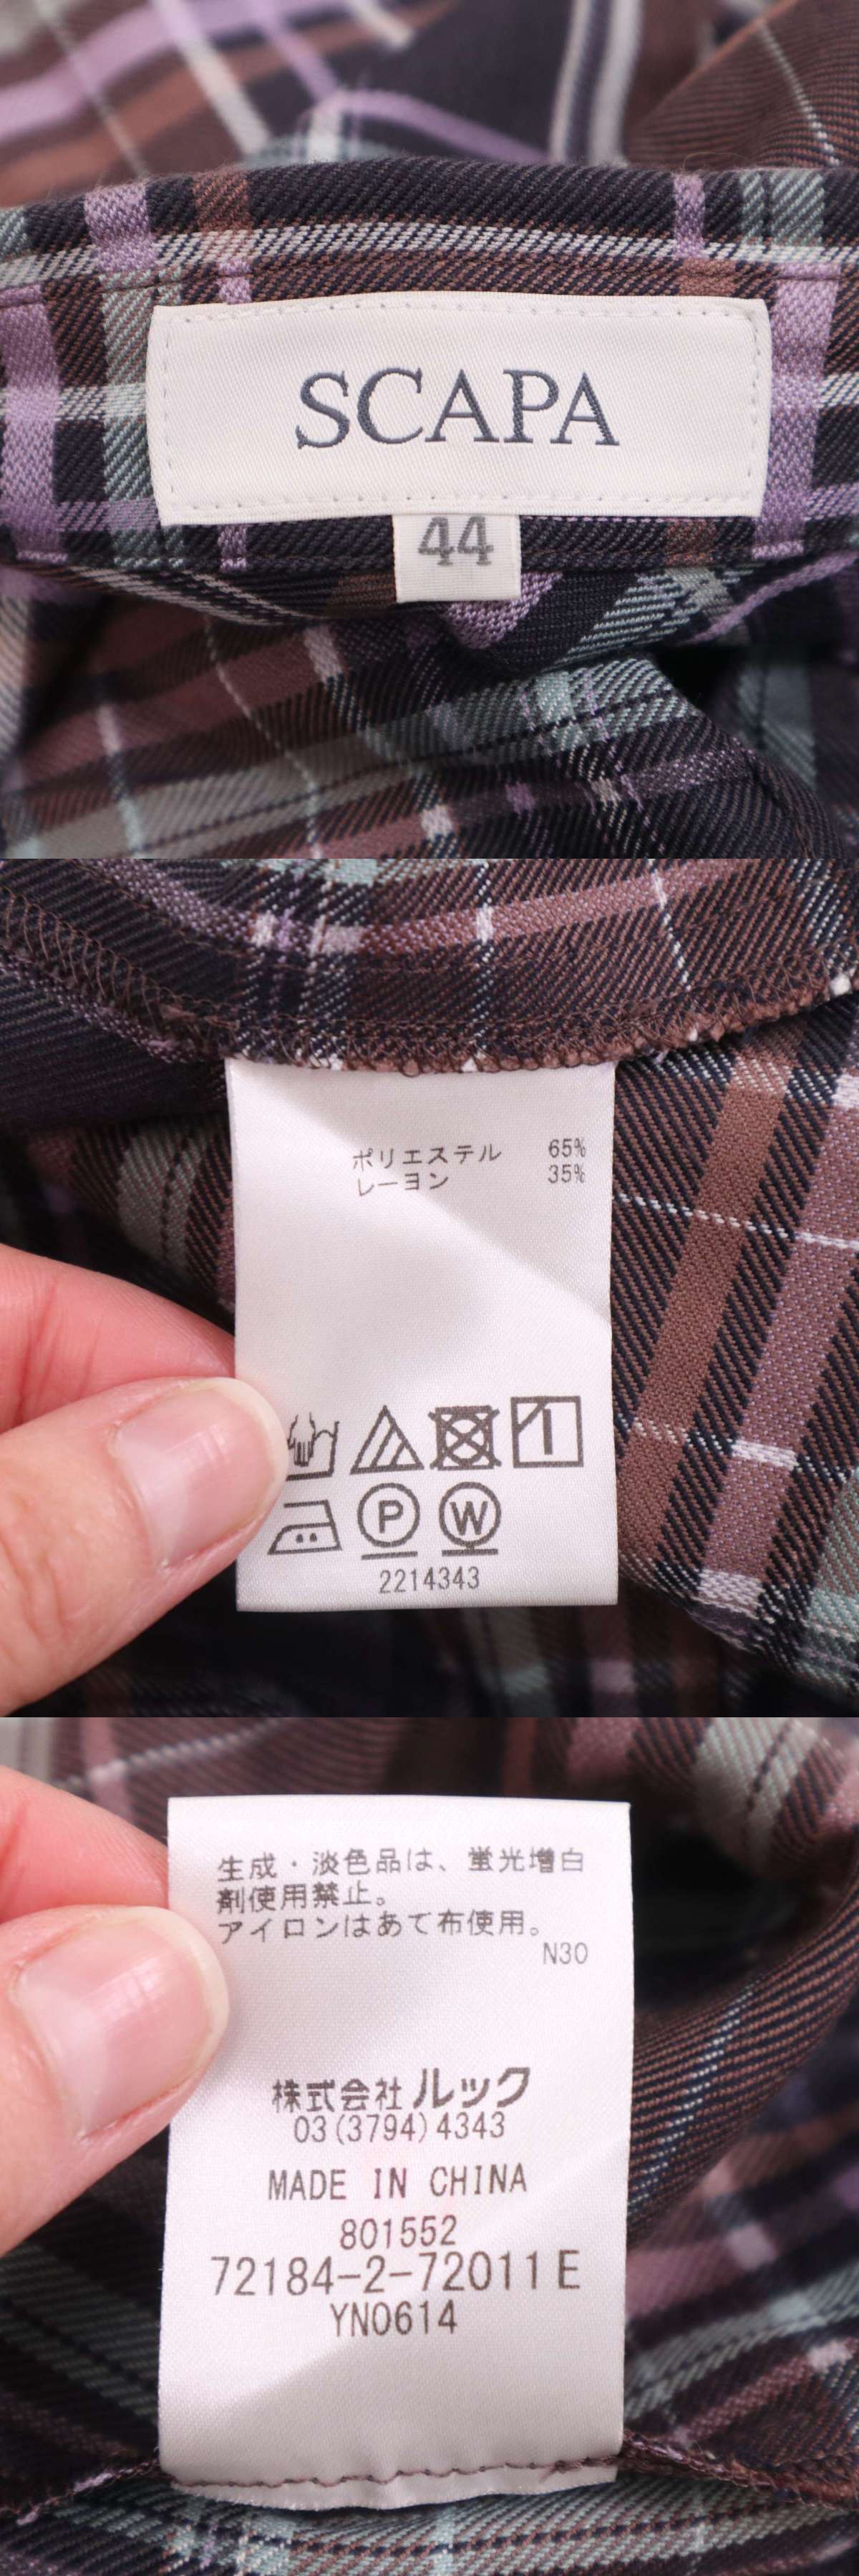 SCAPA
44
ポリエステル 65%
レーヨン 35%
P W
2214343
生成・淡色品は、蛍光増白
剤使用禁止。
アイロンはあて布使用。
N30
株式会社ルック
03(3794)4343
MADE IN CHINA
801552
72184-2-72011E
YN0614